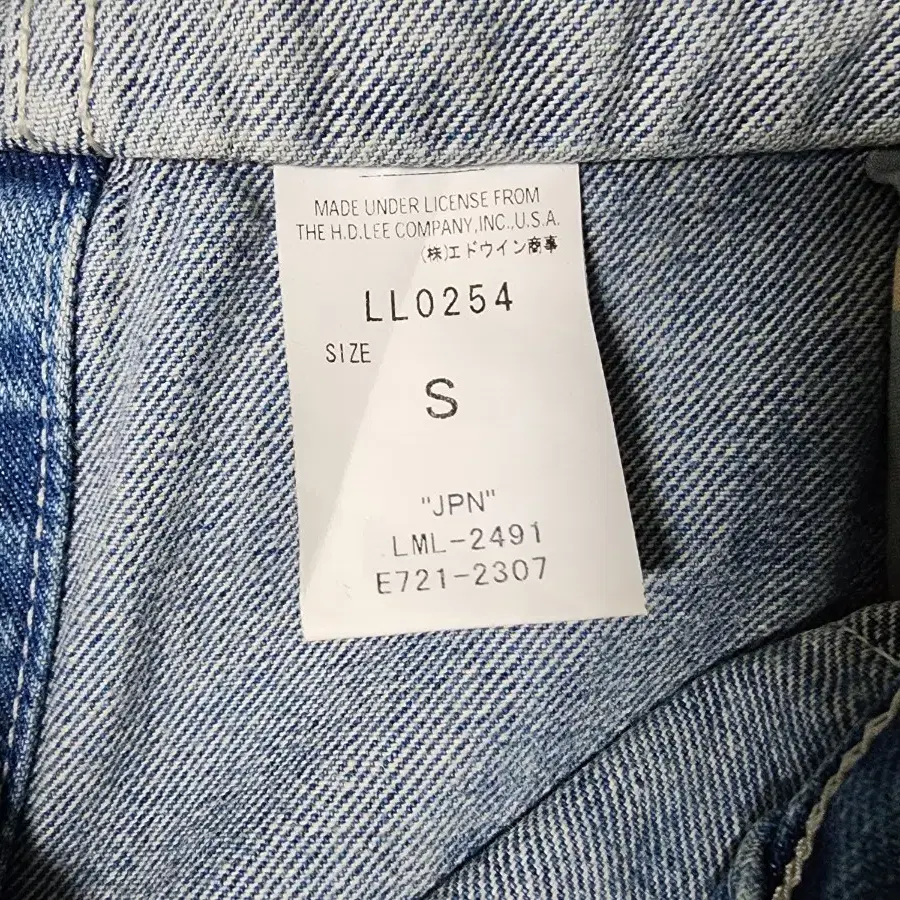 MADE UNDER LICENSE FROM
THE H.D.LEE COMPANY,INC.,U.S.A.
(株)エドウイン商事
LL0254
SIZE
S
"JPN"
LML-2491
E721-2307